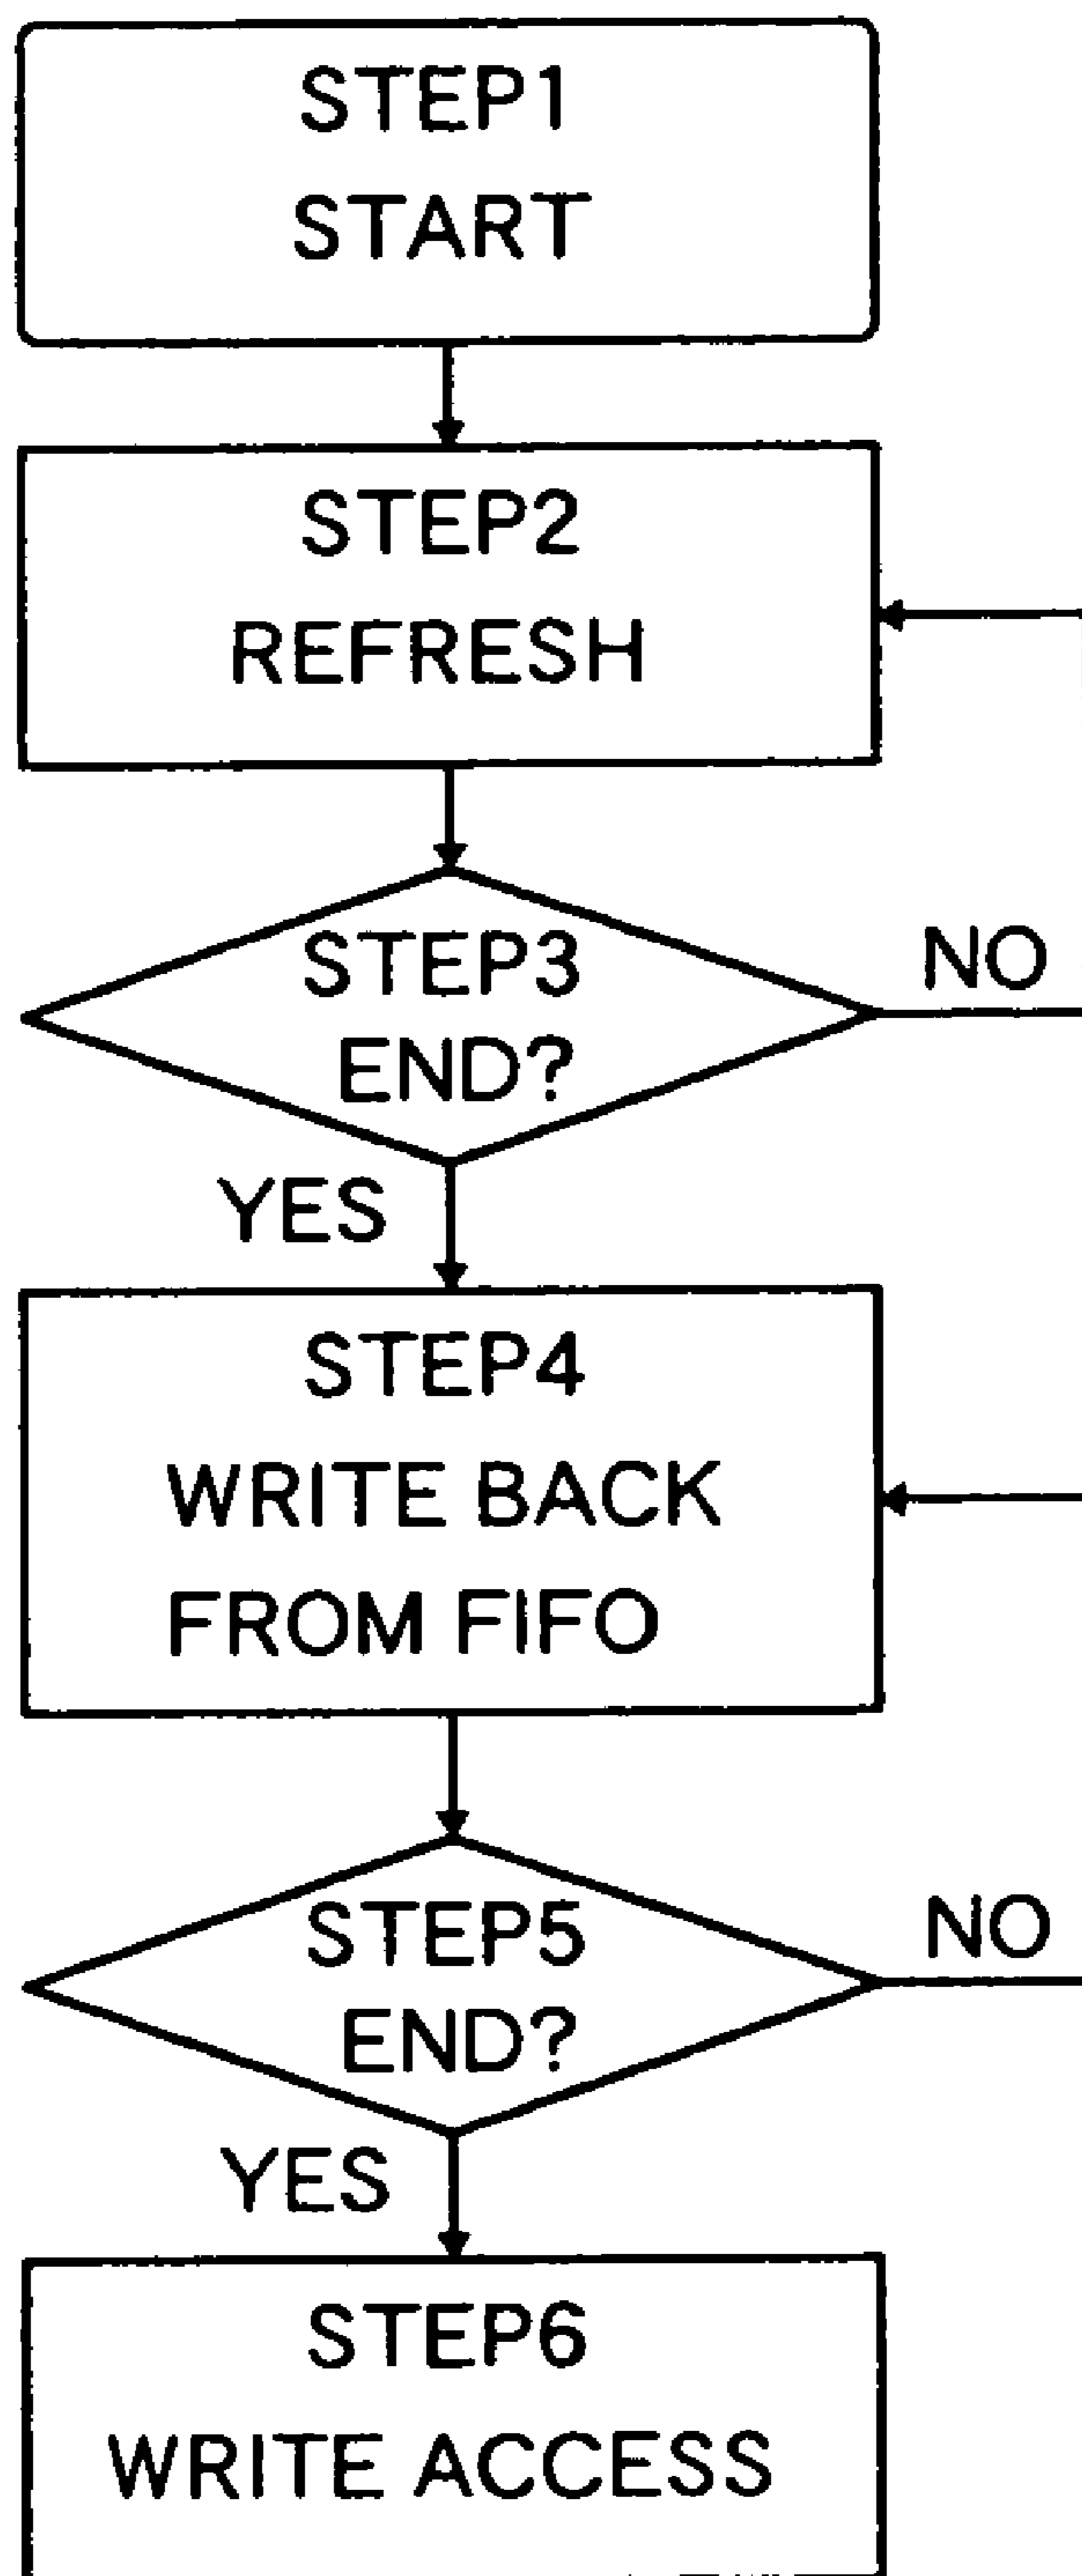 STEP1
START
STEP2
REFRESH
STEP3
END?
NO
YES
STEP4
WRITE BACK
FROM FIFO
STEP5
END?
NO
YES
STEP6
WRITE ACCESS